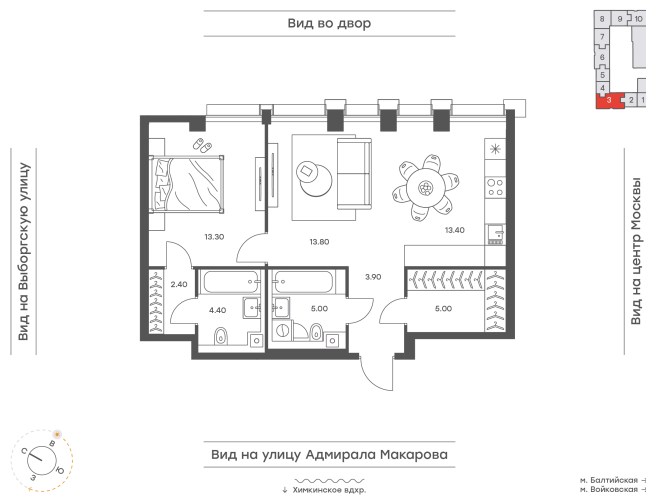 Вид во двор
8 9 10
7
6
5
4
3 2 1
Вид на Выборгскую улицу
Вид на центр Москвы
13.30
13.80
13.40
2.40
3.90
4.40
5.00
5.00
В
С
Ю
З
Вид на улицу Адмирала Макарова
↓ Химкинское вдхр.
м. Балтийская
м. Войковская